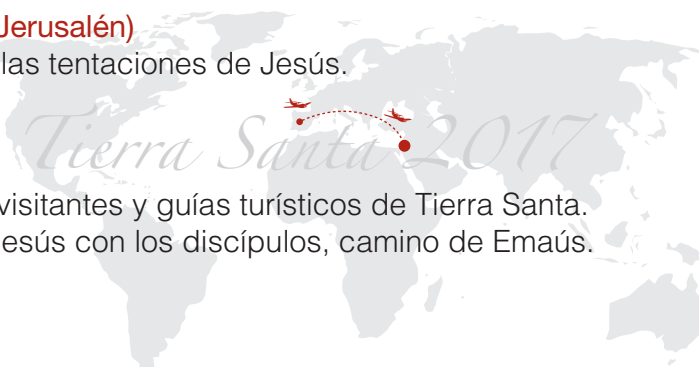 Jerusalén)
las tentaciones de Jesús.
Tierra Santa 2017
visitantes y guías turísticos de Tierra Santa.
esús con los discípulos, camino de Emaús.